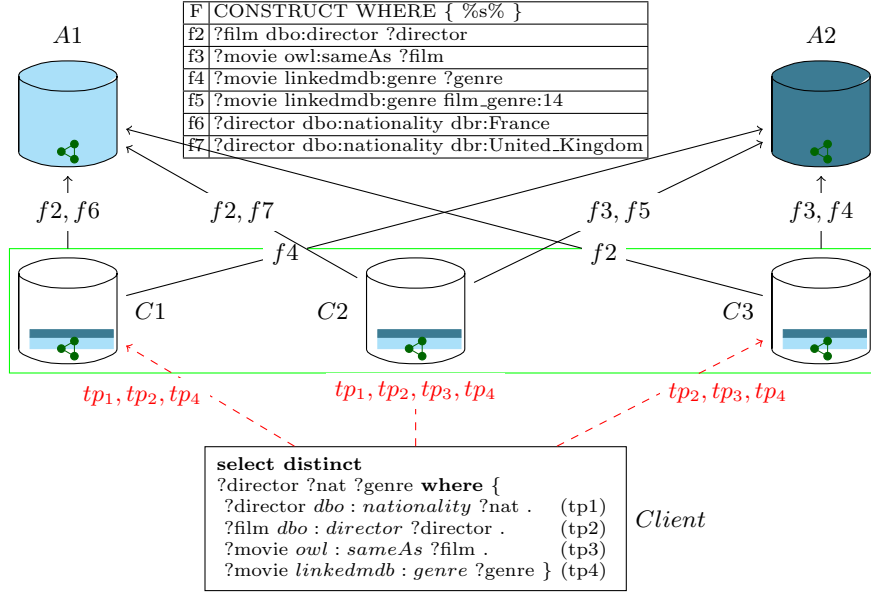 F CONSTRUCT WHERE { %s% }
f2 ?film dbo:director ?director
f3 ?movie owl:sameAs ?film
f4 ?movie linkedmdb:genre ?genre
f5 ?movie linkedmdb:genre film_genre:14
f6 ?director dbo:nationality dbr:France
f7 ?director dbo:nationality dbr:United_Kingdom
A1
A2
f2, f6
f2, f7
f3, f5
f3, f4
f4
f2
C1
C2
C3
tp1, tp2, tp4
tp1, tp2, tp3, tp4
tp2, tp3, tp4
select distinct
?director ?nat ?genre where {
?director dbo : nationality ?nat . (tp1)
?film dbo : director ?director . (tp2)
?movie owl : sameAs ?film . (tp3)
?movie linkedmdb : genre ?genre } (tp4)
Client